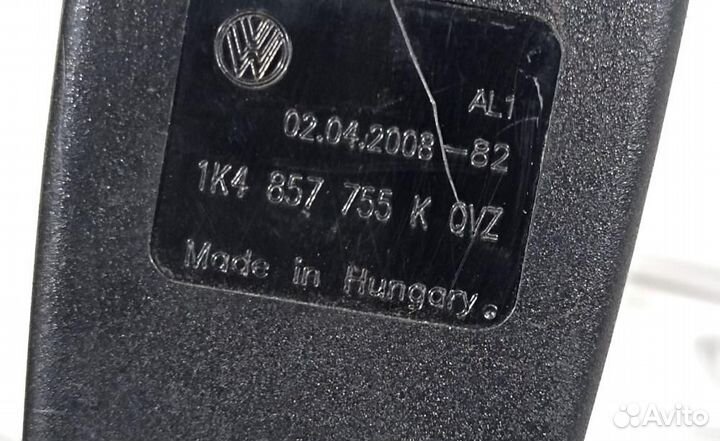 AL1
02.04.2008-82
1K4 857 755 K QVZ
Made in Hungary.
Avito